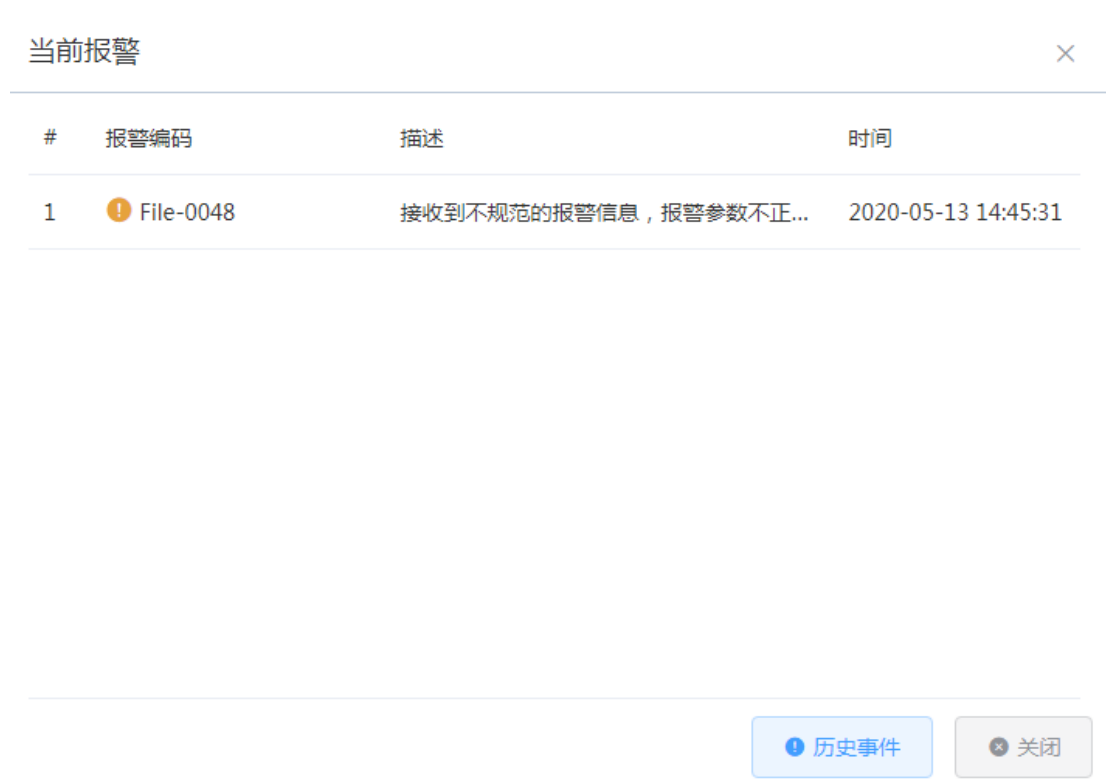 当前报警
# 报警编码 描述 时间
1 File-0048 接收到不规范的报警信息，报警参数不正... 2020-05-13 14:45:31
历史事件 关闭